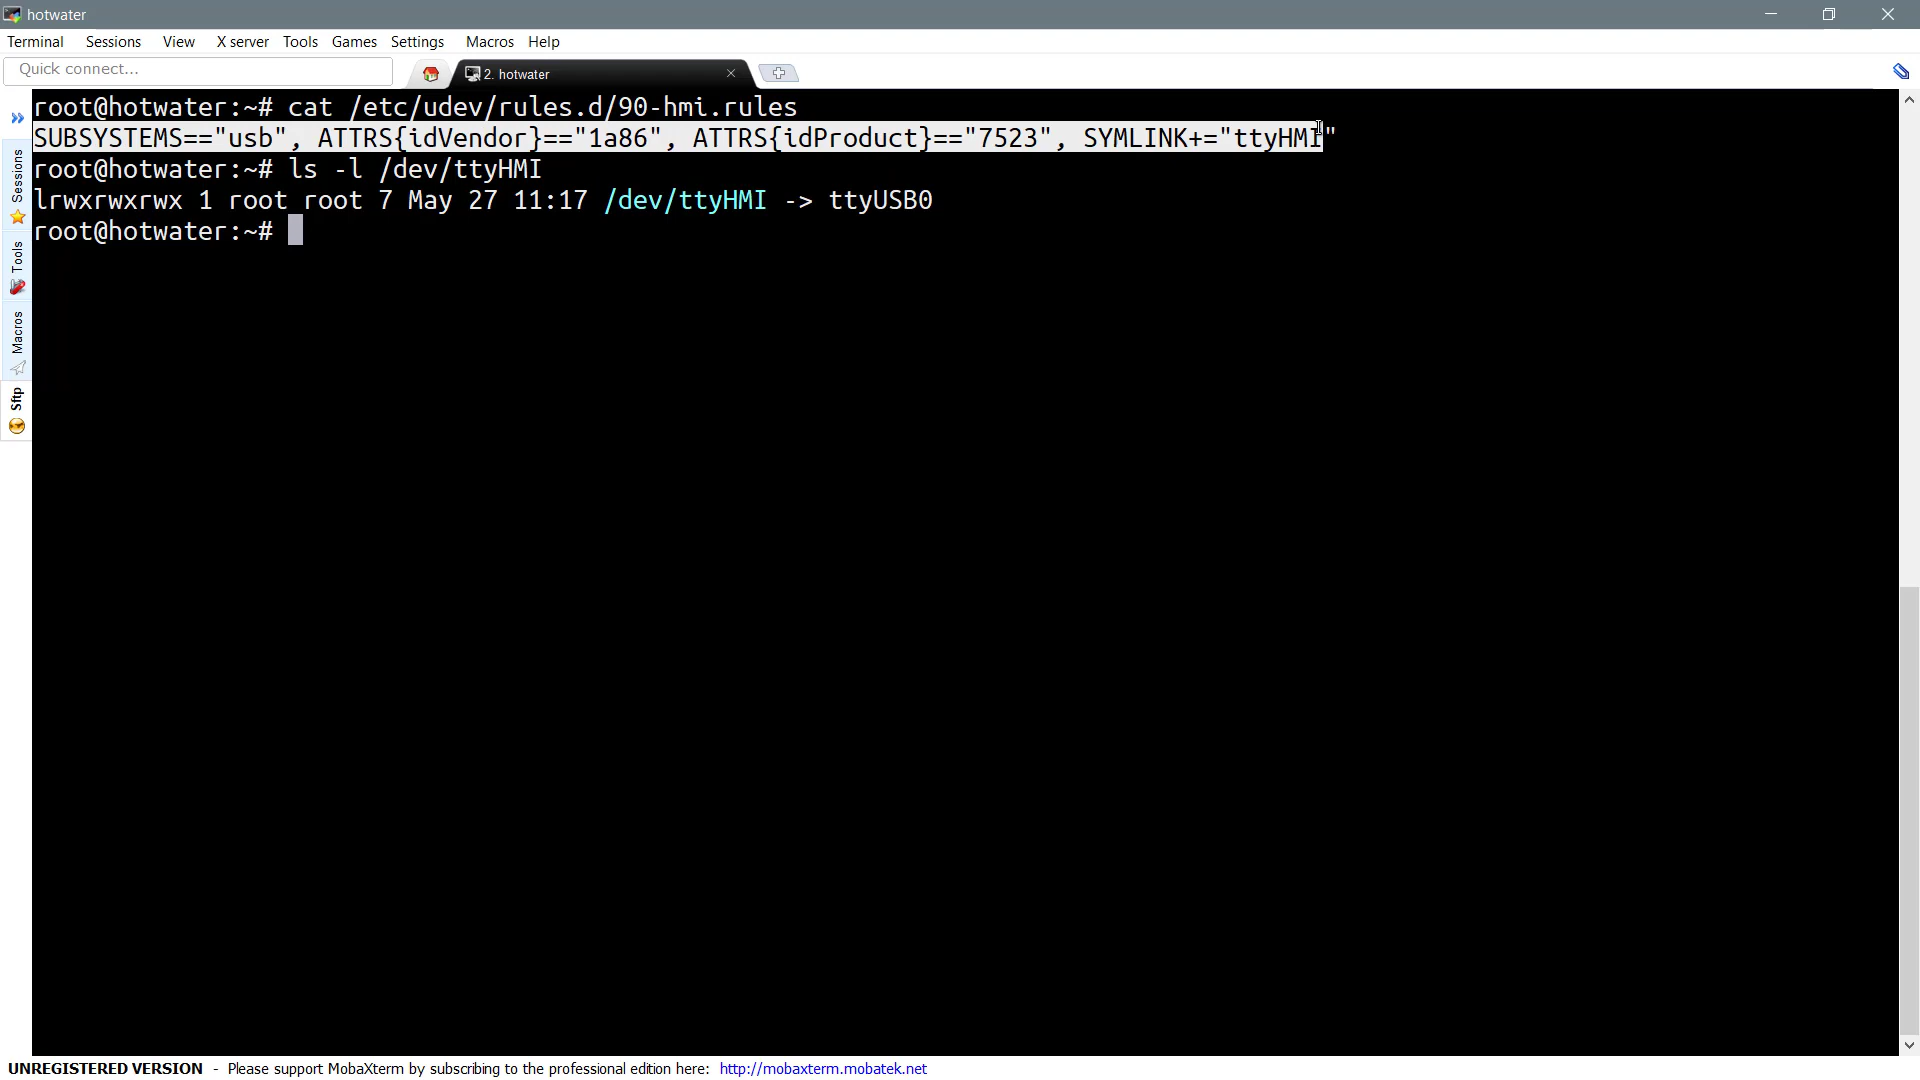 hotwater
Terminal Sessions View X server Tools Games Settings Macros Help
Quick connect...
2. hotwater
root@hotwater:~# cat /etc/udev/rules.d/90-hmi.rules
SUBSYSTEMS=="usb", ATTRS{idVendor}=="1a86", ATTRS{idProduct}=="7523", SYMLINK+="ttyHMI"
root@hotwater:~# ls -l /dev/ttyHMI
lrwxrwxrwx 1 root root 7 May 27 11:17 /dev/ttyHMI -> ttyUSB0
root@hotwater:~#
Sessions
Tools
Macros
Sftp
UNREGISTERED VERSION - Please support MobaXterm by subscribing to the professional edition here: http://mobaxterm.mobatek.net